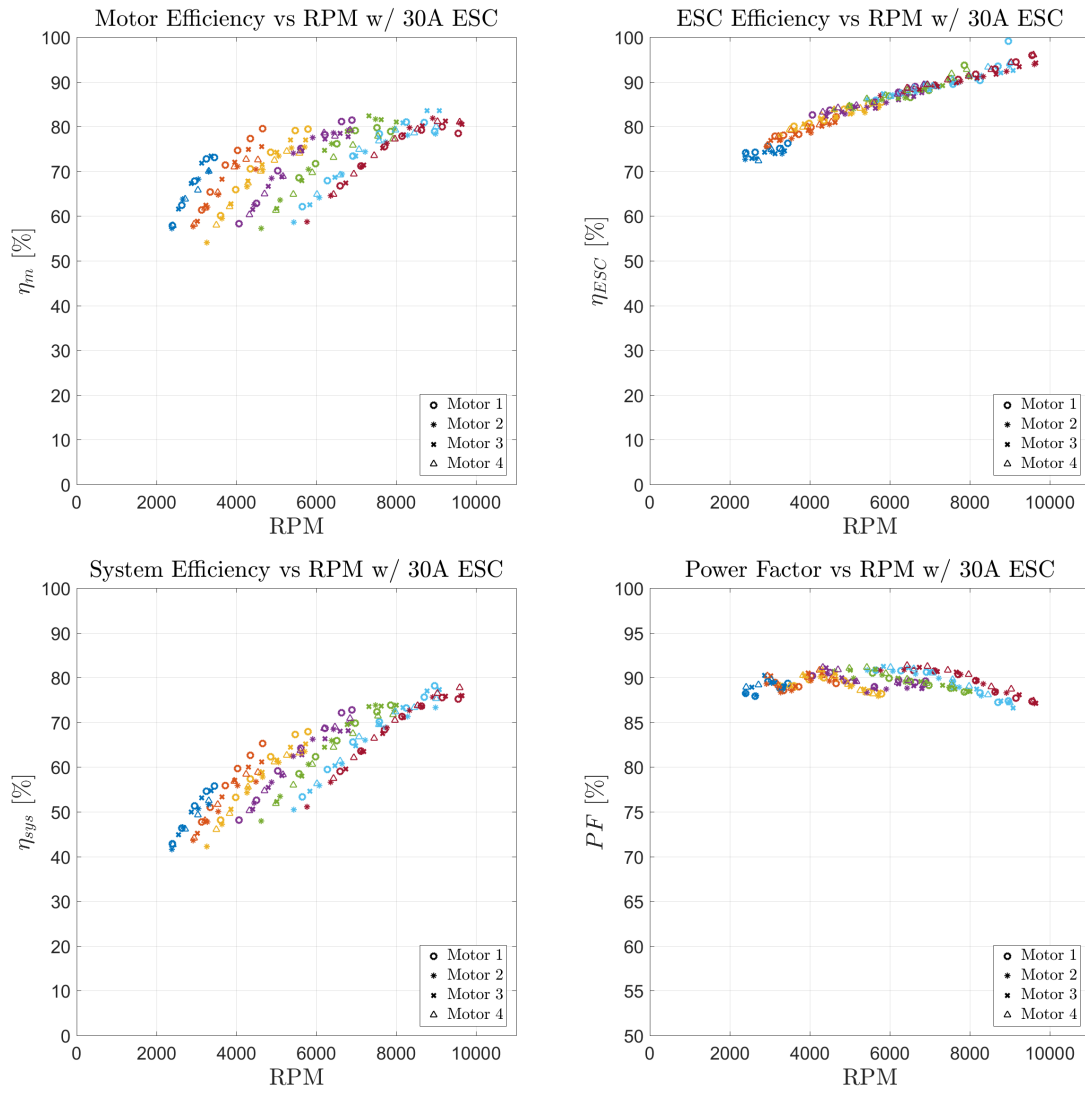 Motor Efficiency vs RPM w/ 30A ESC
100
90
80
70
60
50
40
30
20
10
0
η_m [%]
0 2000 4000 6000 8000 10000
RPM
Motor 1
Motor 2
Motor 3
Motor 4
ESC Efficiency vs RPM w/ 30A ESC
100
90
80
70
60
50
40
30
20
10
0
η_ESC [%]
0 2000 4000 6000 8000 10000
RPM
Motor 1
Motor 2
Motor 3
Motor 4
System Efficiency vs RPM w/ 30A ESC
100
90
80
70
60
50
40
30
20
10
0
η_sys [%]
0 2000 4000 6000 8000 10000
RPM
Motor 1
Motor 2
Motor 3
Motor 4
Power Factor vs RPM w/ 30A ESC
100
95
90
85
80
75
70
65
60
55
50
PF [%]
0 2000 4000 6000 8000 10000
RPM
Motor 1
Motor 2
Motor 3
Motor 4